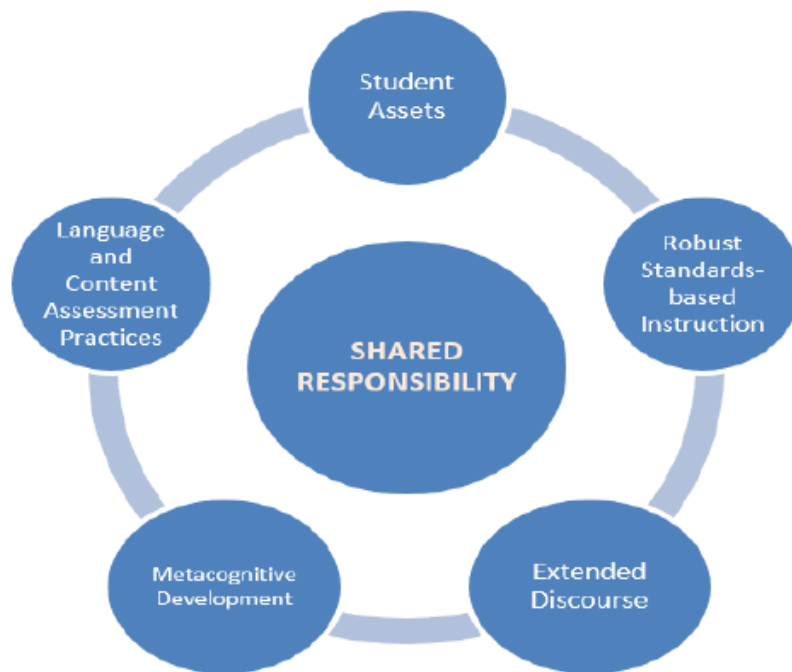 Student
Assets
Language
and
Content
Assessment
Practices
Robust
Standards-
based
Instruction
SHARED
RESPONSIBILITY
Metacognitive
Development
Extended
Discourse